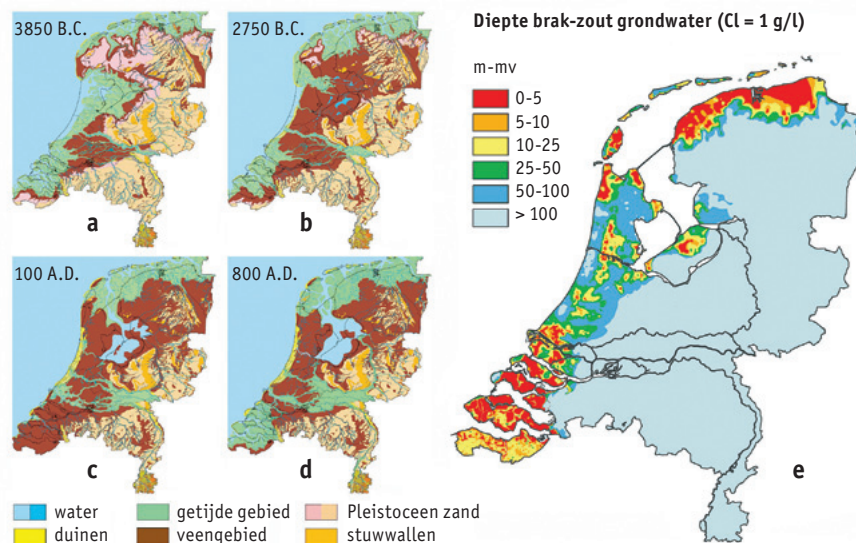 3850 B.C.
2750 B.C.
a
b
100 A.D.
800 A.D.
c
d
water
getijde gebied
Pleistoceen zand
duinen
veengebied
stuwwallen
Diepte brak-zout grondwater (Cl = 1 g/l)
m-mv
0-5
5-10
10-25
25-50
50-100
> 100
e